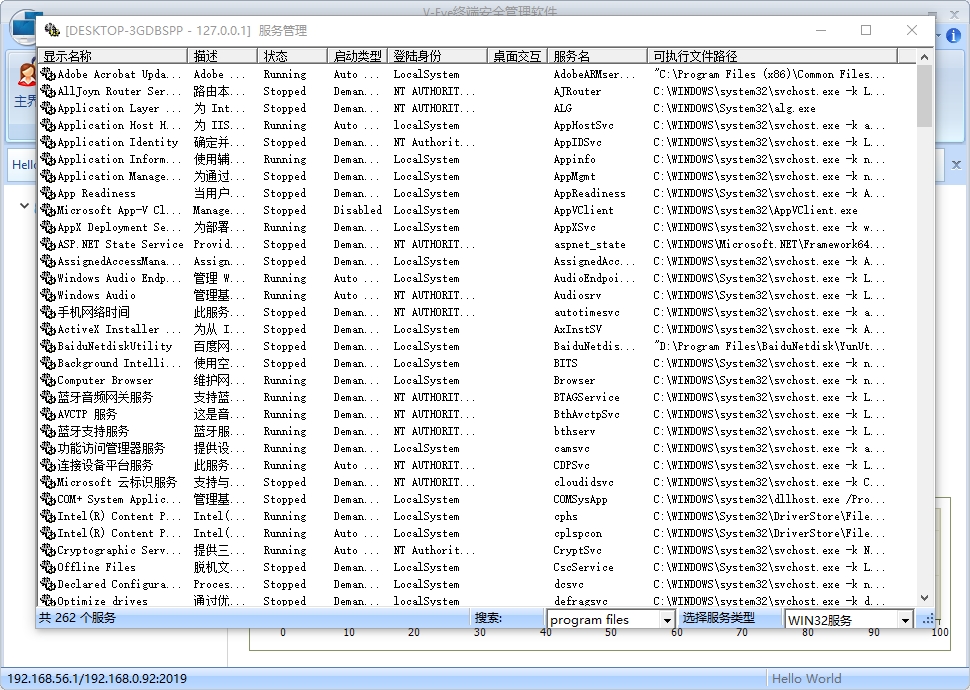 V-Eye终端安全管理软件
[DESKTOP-3GDBSPP - 127.0.0.1] 服务管理
主界
Hello
显示名称 描述 状态 启动类型 登陆身份 桌面交互 服务名 可执行文件路径
Adobe Acrobat Upda... Adobe ... Running Auto ... LocalSystem AdobeARMser... "C:\Program Files (x86)\Common Files...
AllJoyn Router Ser... 路由本... Stopped Deman... NT AUTHORIT... AJRouter C:\WINDOWS\system32\svchost.exe -k L...
Application Layer ... 为 Int... Stopped Deman... NT AUTHORIT... ALG C:\WINDOWS\System32\alg.exe
Application Host H... 为 IIS... Running Auto ... localSystem AppHostSvc C:\WINDOWS\system32\svchost.exe -k a...
Application Identity 确定并... Stopped Deman... NT Authorit... AppIDSvc C:\WINDOWS\system32\svchost.exe -k L...
Application Inform... 使用辅... Running Deman... LocalSystem Appinfo C:\WINDOWS\system32\svchost.exe -k n...
Application Manage... 为通过... Stopped Deman... LocalSystem AppMgmt C:\WINDOWS\system32\svchost.exe -k n...
App Readiness 当用户... Stopped Deman... LocalSystem AppReadiness C:\WINDOWS\System32\svchost.exe -k A...
Microsoft App-V Cl... Manage... Stopped Disabled LocalSystem AppVClient C:\WINDOWS\system32\AppVClient.exe
AppX Deployment Se... 为部署... Running Deman... LocalSystem AppXSvc C:\WINDOWS\system32\svchost.exe -k w...
ASP.NET State Service Provid... Stopped Deman... NT AUTHORIT... aspnet_state C:\WINDOWS\Microsoft.NET\Framework64...
AssignedAccessMana... Assign... Stopped Deman... LocalSystem AssignedAcc... C:\WINDOWS\system32\svchost.exe -k A...
Windows Audio Endp... 管理 W... Running Auto ... LocalSystem AudioEndpoi... C:\WINDOWS\System32\svchost.exe -k L...
Windows Audio 管理基... Running Auto ... NT AUTHORIT... Audiosrv C:\WINDOWS\System32\svchost.exe -k L...
手机网络时间 此服务... Stopped Deman... NT AUTHORIT... autotimesvc C:\WINDOWS\system32\svchost.exe -k a...
ActiveX Installer ... 为从 I... Stopped Deman... LocalSystem AxInstSV C:\WINDOWS\system32\svchost.exe -k A...
BaiduNetdiskUtility 百度网... Stopped Deman... LocalSystem BaiduNetdis... "D:\Program Files\BaiduNetdisk\YunUt...
Background Intelli... 使用空... Stopped Deman... LocalSystem BITS C:\WINDOWS\System32\svchost.exe -k n...
Computer Browser 维护网... Running Deman... LocalSystem Browser C:\WINDOWS\System32\svchost.exe -k n...
蓝牙音频网关服务 支持蓝... Running Deman... NT AUTHORIT... BTAGService C:\WINDOWS\system32\svchost.exe -k L...
AVCTP 服务 这是音... Running Deman... NT AUTHORIT... BthAvctpSvc C:\WINDOWS\system32\svchost.exe -k L...
蓝牙支持服务 蓝牙服... Running Deman... NT AUTHORIT... bthserv C:\WINDOWS\system32\svchost.exe -k L...
功能访问管理器服务 提供设... Running Deman... LocalSystem camsvc C:\WINDOWS\system32\svchost.exe -k a...
连接设备平台服务 此服务... Running Auto ... NT AUTHORIT... CDPSvc C:\WINDOWS\system32\svchost.exe -k L...
Microsoft 云标识服务 支持与... Stopped Deman... NT AUTHORIT... cloudidsvc C:\WINDOWS\system32\svchost.exe -k C...
COM+ System Applic... 管理基... Stopped Deman... LocalSystem COMSysApp C:\WINDOWS\system32\dllhost.exe /Pro...
Intel(R) Content P... Intel(... Running Deman... LocalSystem cphs C:\WINDOWS\System32\DriverStore\File...
Intel(R) Content P... Intel(... Running Auto ... LocalSystem cplspcon C:\WINDOWS\System32\DriverStore\File...
Cryptographic Serv... 提供三... Running Auto ... NT Authorit... CryptSvc C:\WINDOWS\system32\svchost.exe -k N...
Offline Files 脱机文... Stopped Deman... LocalSystem CscService C:\WINDOWS\System32\svchost.exe -k L...
Declared Configura... Proces... Stopped Deman... LocalSystem dcsvc C:\WINDOWS\system32\svchost.exe -k n...
Optimize drives 通过优... Stopped Deman... localSystem defragsvc C:\WINDOWS\system32\svchost.exe -k d...
共 262 个服务 搜索: program files 选择服务类型 WIN32服务
0 10 20 30 40 50 60 70 80 90 100
192.168.56.1/192.168.0.92:2019 Hello World